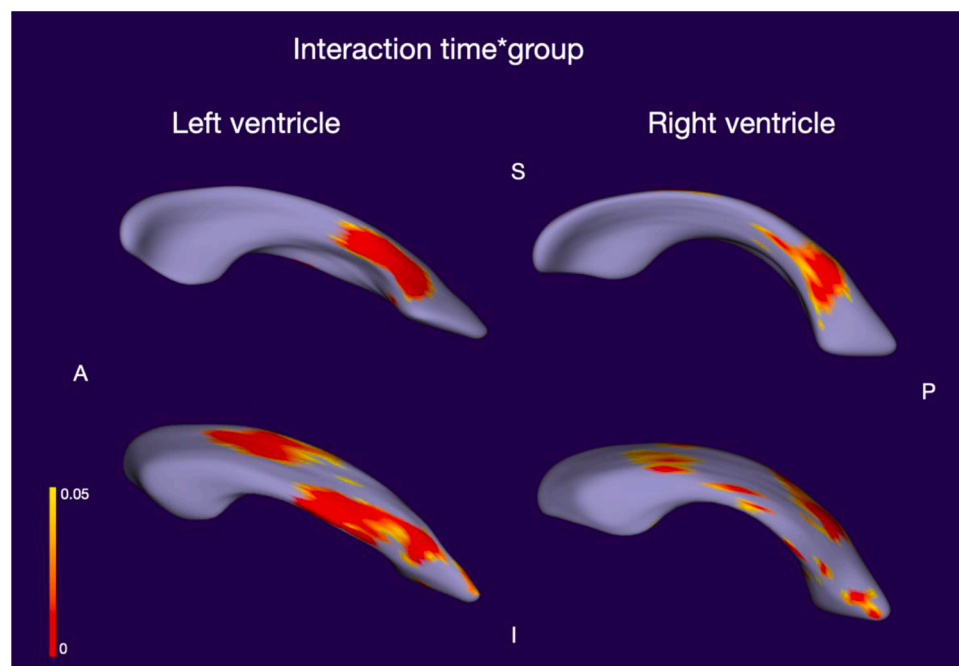 Interaction time*group
Left ventricle
Right ventricle
S
A
P
0.05
0
I